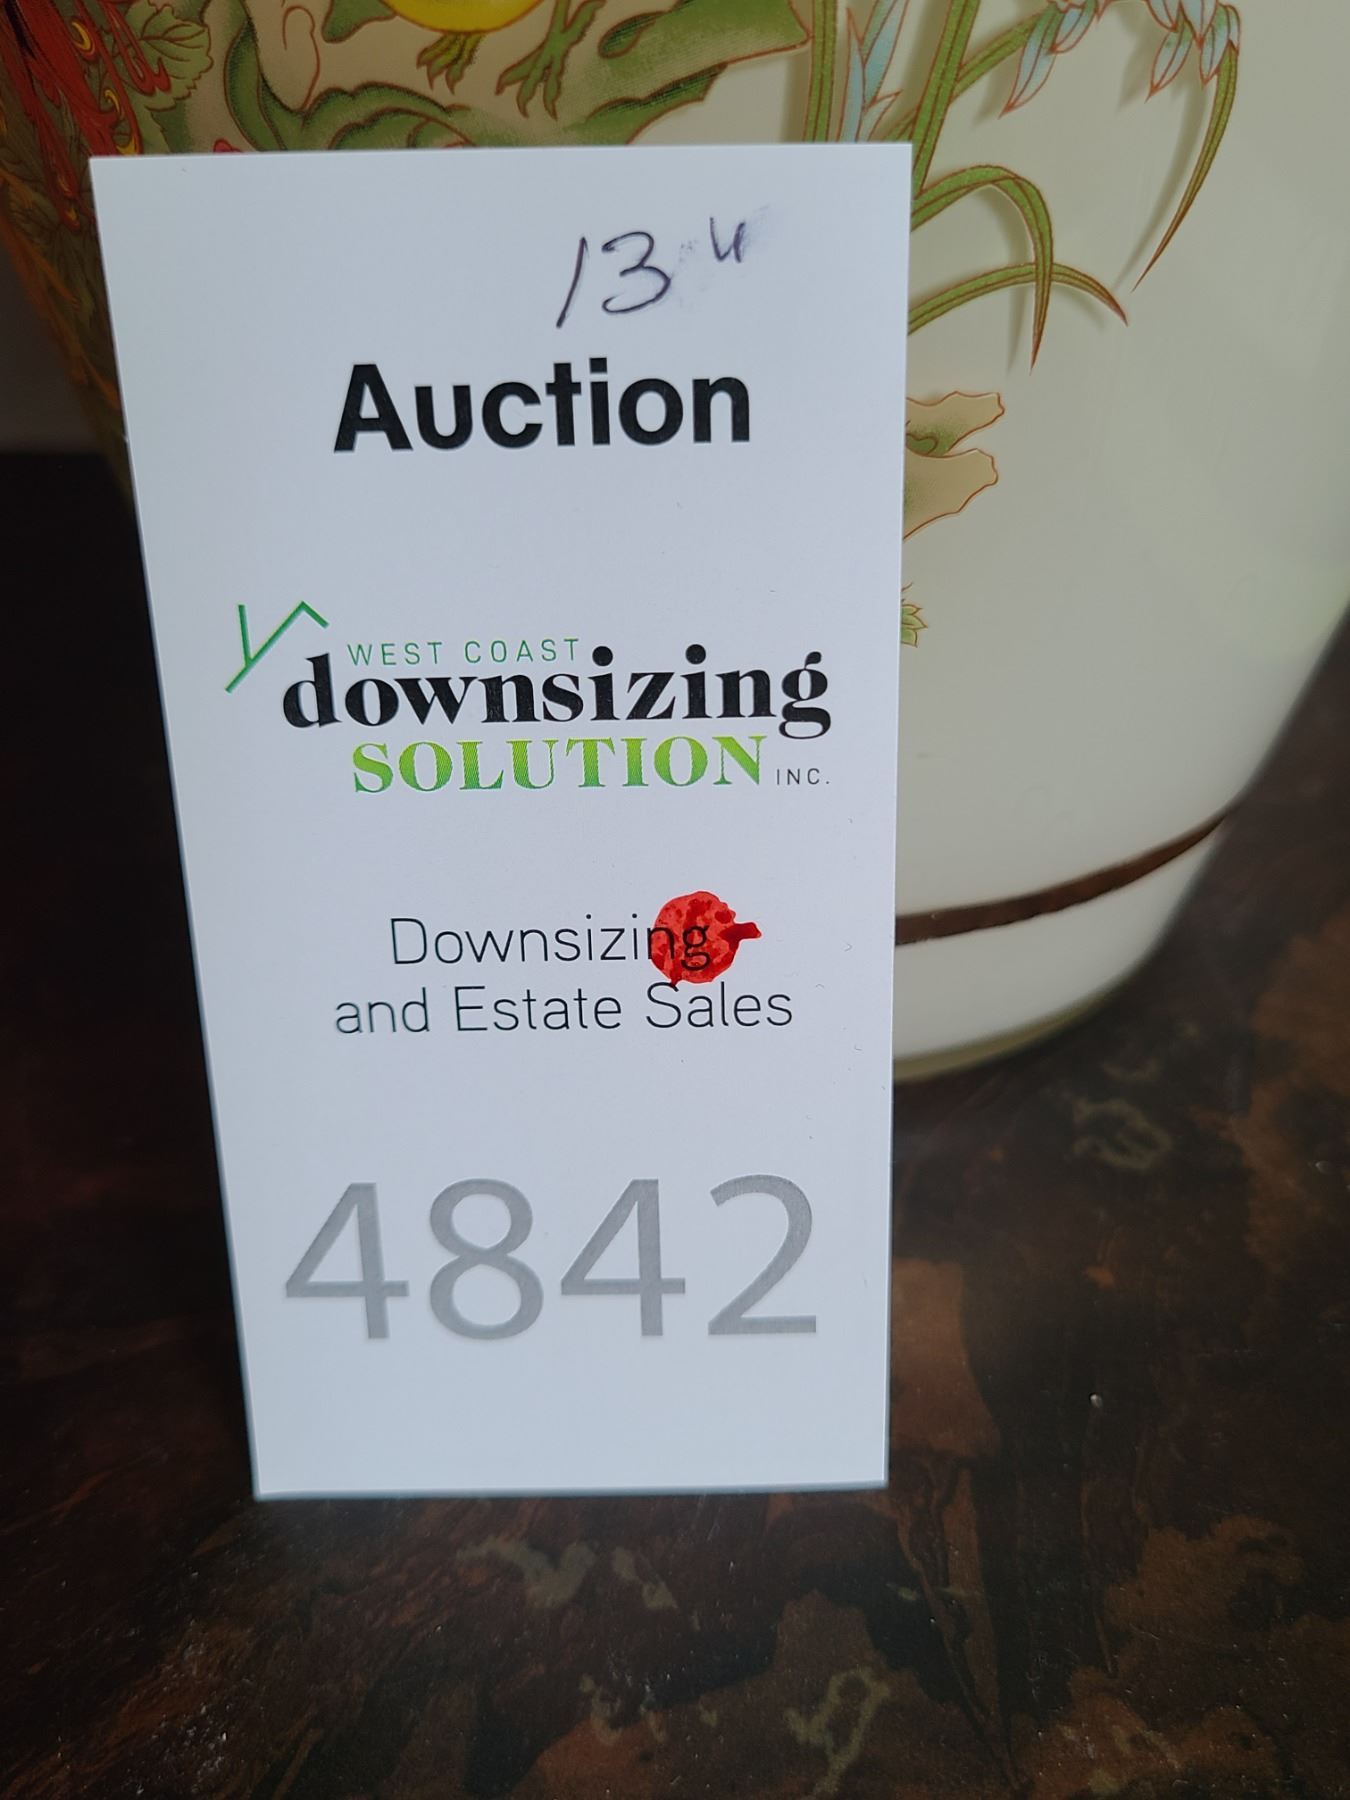 13"
Auction
WEST COAST
downsizing
SOLUTION INC.
Downsizing
and Estate Sales
4842